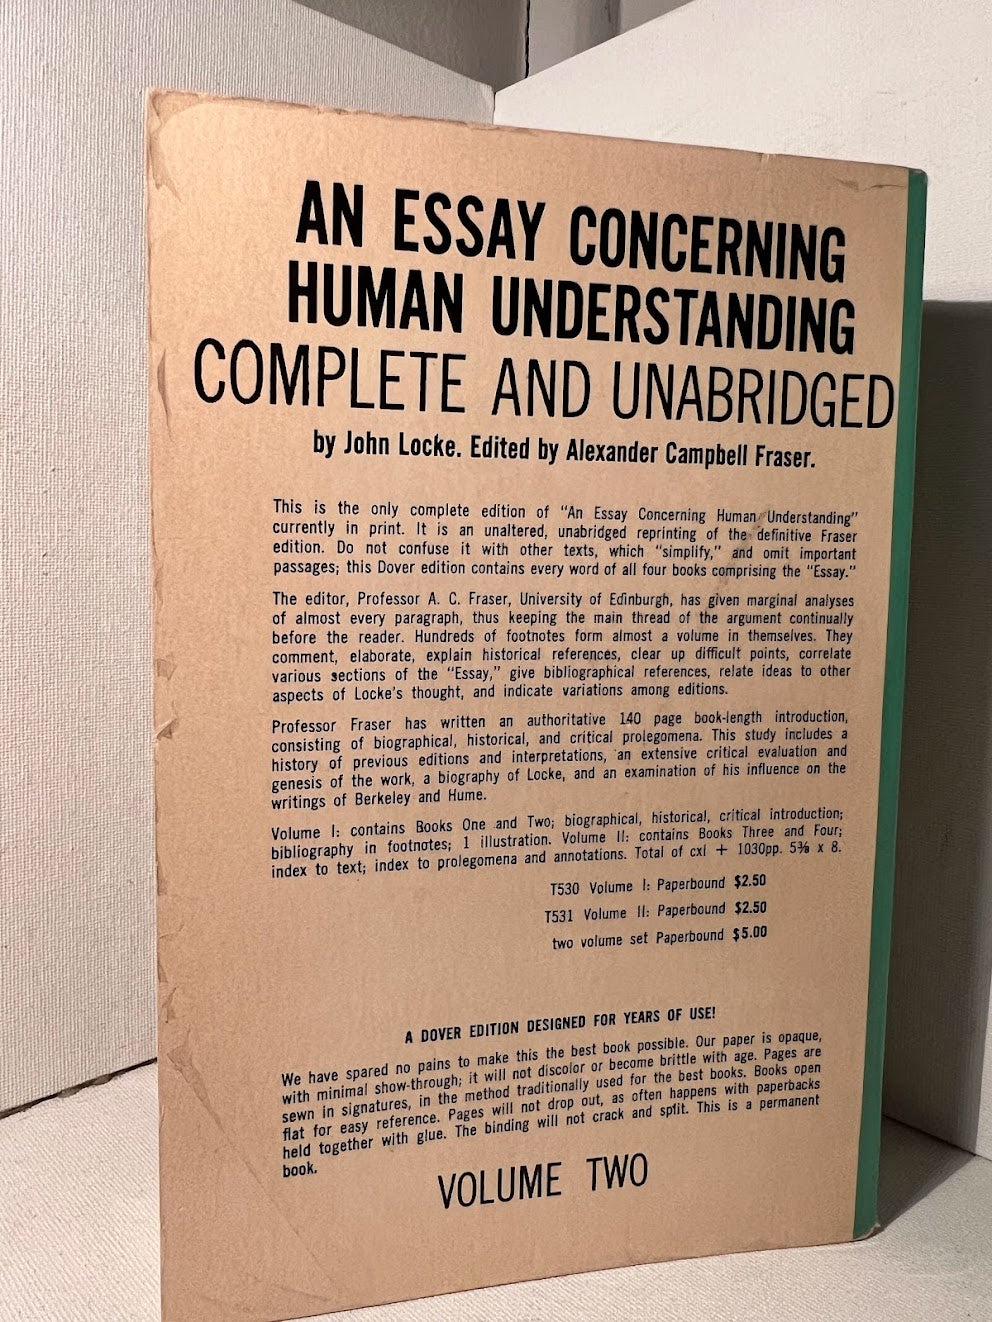 AN ESSAY CONCERNING
HUMAN UNDERSTANDING
COMPLETE AND UNABRIDGED
by John Locke. Edited by Alexander Campbell Fraser.
This is the only complete edition of "An Essay Concerning Human Understanding"
currently in print. It is an unaltered, unabridged reprinting of the definitive Fraser
edition. Do not confuse it with other texts, which "simplify," and omit important
passages; this Dover edition contains every word of all four books comprising the "Essay."
The editor, Professor A. C. Fraser, University of Edinburgh, has given marginal analyses
of almost every paragraph, thus keeping the main thread of the argument continually
before the reader. Hundreds of footnotes form almost a volume in themselves. They
comment, elaborate, explain historical references, clear up difficult points, correlate
various sections of the "Essay," give bibliographical references, relate ideas to other
aspects of Locke's thought, and indicate variations among editions.
Professor Fraser has written an authoritative 140 page book-length introduction,
consisting of biographical, historical, and critical prolegomena. This study includes a
history of previous editions and interpretations, an extensive critical evaluation and
genesis of the work, a biography of Locke, and an examination of his influence on the
writings of Berkeley and Hume.
Volume I: contains Books One and Two; biographical, historical, critical introduction;
bibliography in footnotes; 1 illustration. Volume II: contains Books Three and Four;
index to text; index to prolegomena and annotations. Total of cxl + 1030pp. 5⅜ x 8.
T530 Volume I: Paperbound $2.50
T531 Volume II: Paperbound $2.50
two volume set Paperbound $5.00
A DOVER EDITION DESIGNED FOR YEARS OF USE!
We have spared no pains to make this the best book possible. Our paper is opaque,
with minimal show-through; it will not discolor or become brittle with age. Pages are
sewn in signatures, in the method traditionally used for the best books. Books open
flat for easy reference. Pages will not drop out, as often happens with paperbacks
held together with glue. The binding will not crack and split. This is a permanent
book.
VOLUME TWO